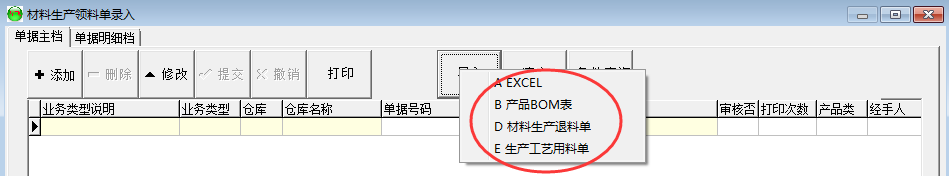 材料生产领料单录入
单据主档 单据明细档
添加 删除 修改 提交 撤销 打印
A EXCEL
B 产品BOM表
D 材料生产退料单
E 生产工艺用料单
业务类型说明 业务类型 仓库 仓库名称 单据号码 审核否 打印次数 产品类 经手人